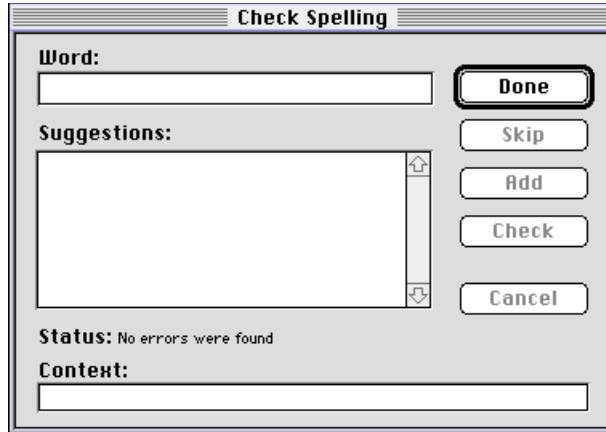 Check Spelling
Word:
Done
Suggestions:
Skip
Add
Check
Cancel
Status: No errors were found
Context: